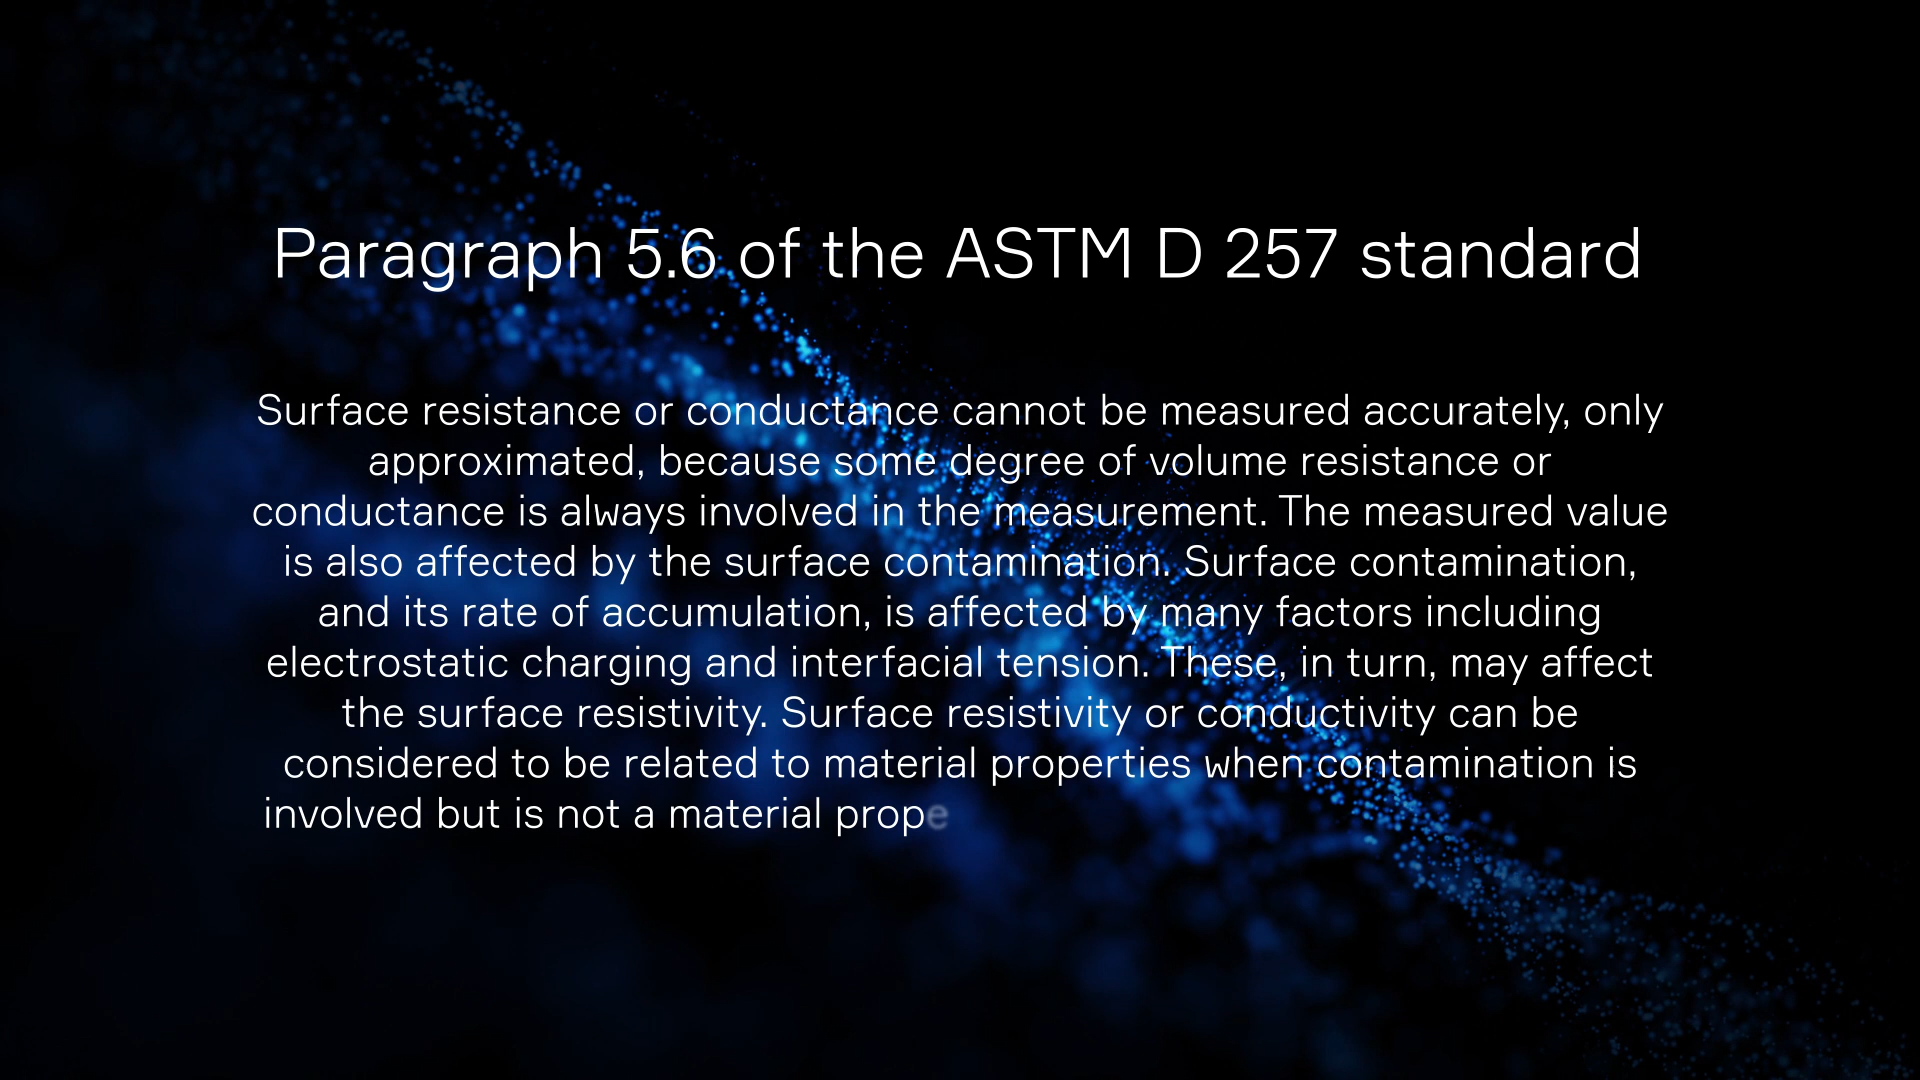 Paragraph 5.6 of the ASTM D 257 standard
Surface resistance or conductance cannot be measured accurately, only
approximated, because some degree of volume resistance or
conductance is always involved in the measurement. The measured value
is also affected by the surface contamination. Surface contamination,
and its rate of accumulation, is affected by many factors including
electrostatic charging and interfacial tension. These, in turn, may affect
the surface resistivity. Surface resistivity or conductivity can be
considered to be related to material properties when contamination is
involved but is not a material prope